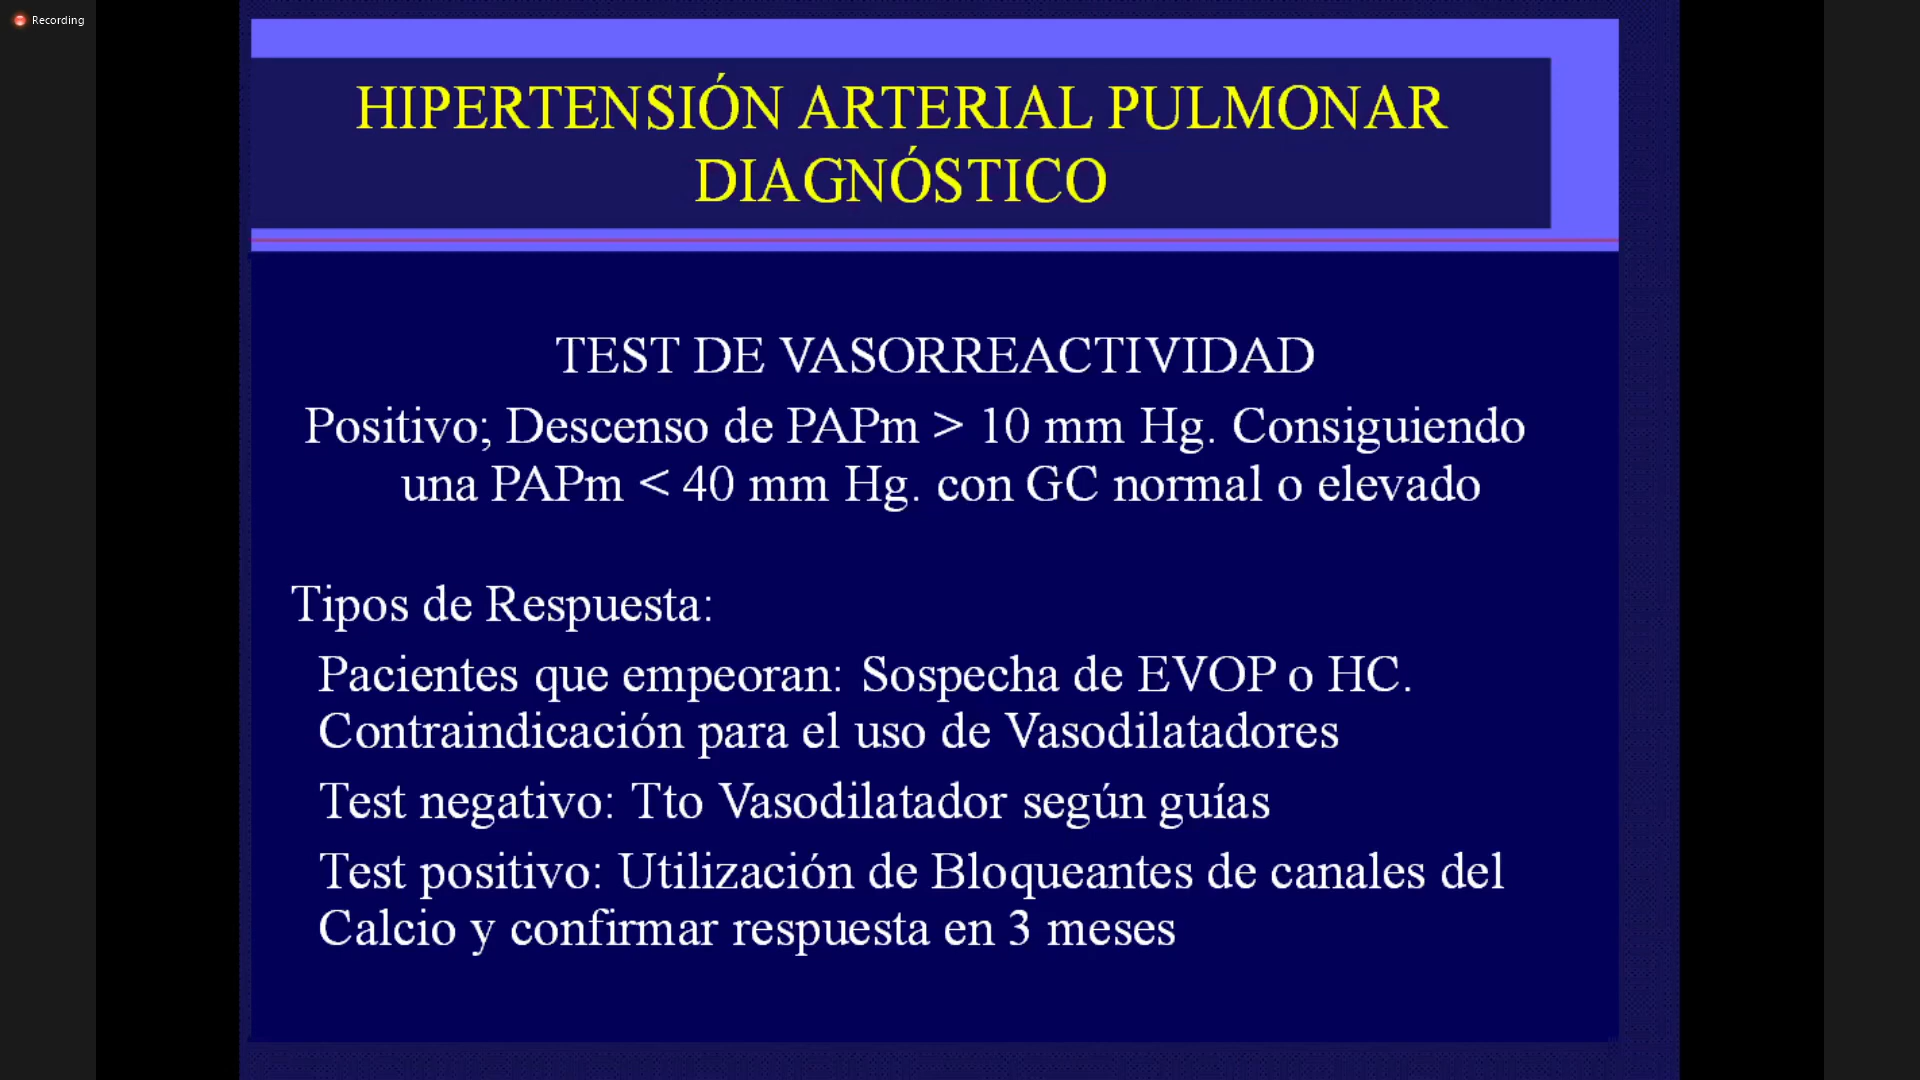 Recording
HIPERTENSIÓN ARTERIAL PULMONAR
DIAGNÓSTICO
TEST DE VASORREACTIVIDAD
Positivo; Descenso de PAPm > 10 mm Hg. Consiguiendo
una PAPm < 40 mm Hg. con GC normal o elevado
Tipos de Respuesta:
Pacientes que empeoran: Sospecha de EVOP o HC.
Contraindicación para el uso de Vasodilatadores
Test negativo: Tto Vasodilatador según guías
Test positivo: Utilización de Bloqueantes de canales del
Calcio y confirmar respuesta en 3 meses